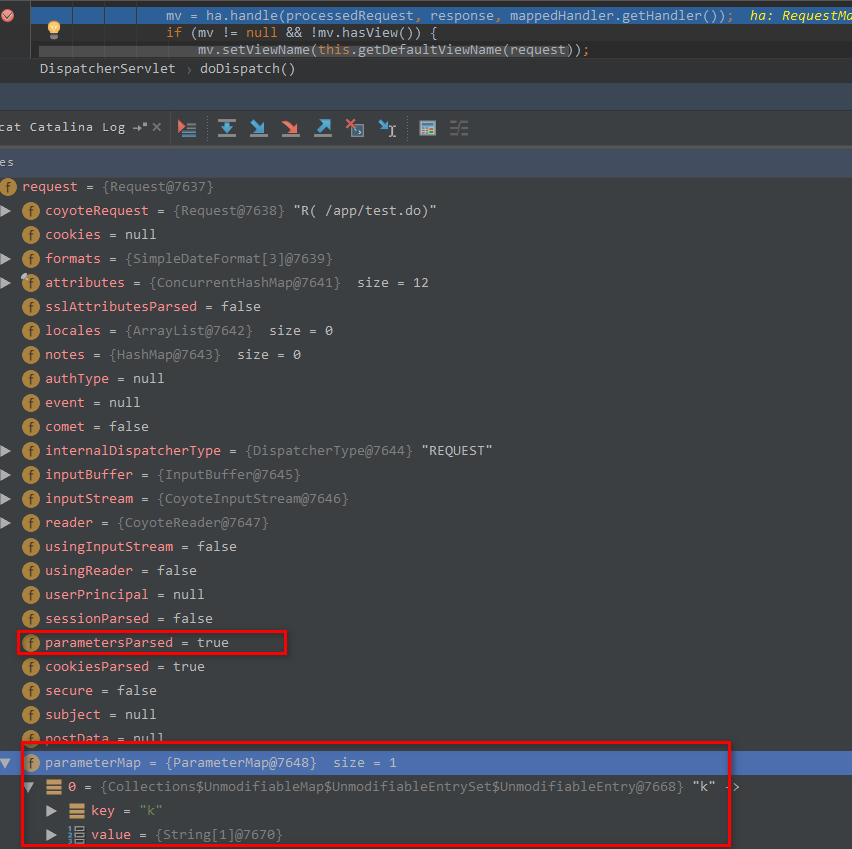 mv = ha.handle(processedRequest, response, mappedHandler.getHandler()); ha: RequestMa
if (mv != null && !mv.hasView()) {
mv.setViewName(this.getDefaultViewName(request));
DispatcherServlet › doDispatch()
cat Catalina Log
es
request = {Request@7637}
coyoteRequest = {Request@7638} "R( /app/test.do)"
cookies = null
formats = {SimpleDateFormat[3]@7639}
attributes = {ConcurrentHashMap@7641} size = 12
sslAttributesParsed = false
locales = {ArrayList@7642} size = 0
notes = {HashMap@7643} size = 0
authType = null
event = null
comet = false
internalDispatcherType = {DispatcherType@7644} "REQUEST"
inputBuffer = {InputBuffer@7645}
inputStream = {CoyoteInputStream@7646}
reader = {CoyoteReader@7647}
usingInputStream = false
usingReader = false
userPrincipal = null
sessionParsed = false
parametersParsed = true
cookiesParsed = true
secure = false
subject = null
postData = null
parameterMap = {ParameterMap@7648} size = 1
0 = {Collections$UnmodifiableMap$UnmodifiableEntrySet$UnmodifiableEntry@7668} "k" ->
key = "k"
value = {String[1]@7670}